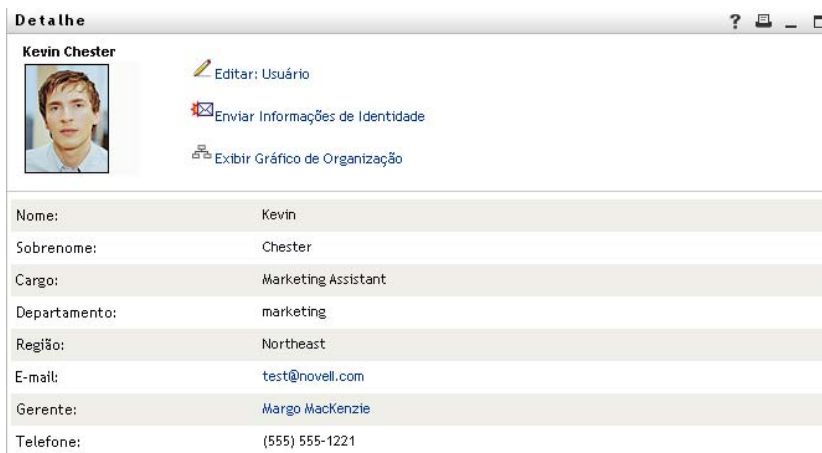 Detalhe
Kevin Chester
Editar: Usuário
Enviar Informações de Identidade
Exibir Gráfico de Organização
Nome: Kevin
Sobrenome: Chester
Cargo: Marketing Assistant
Departamento: marketing
Região: Northeast
E-mail: test@novell.com
Gerente: Margo MacKenzie
Telefone: (555) 555-1221